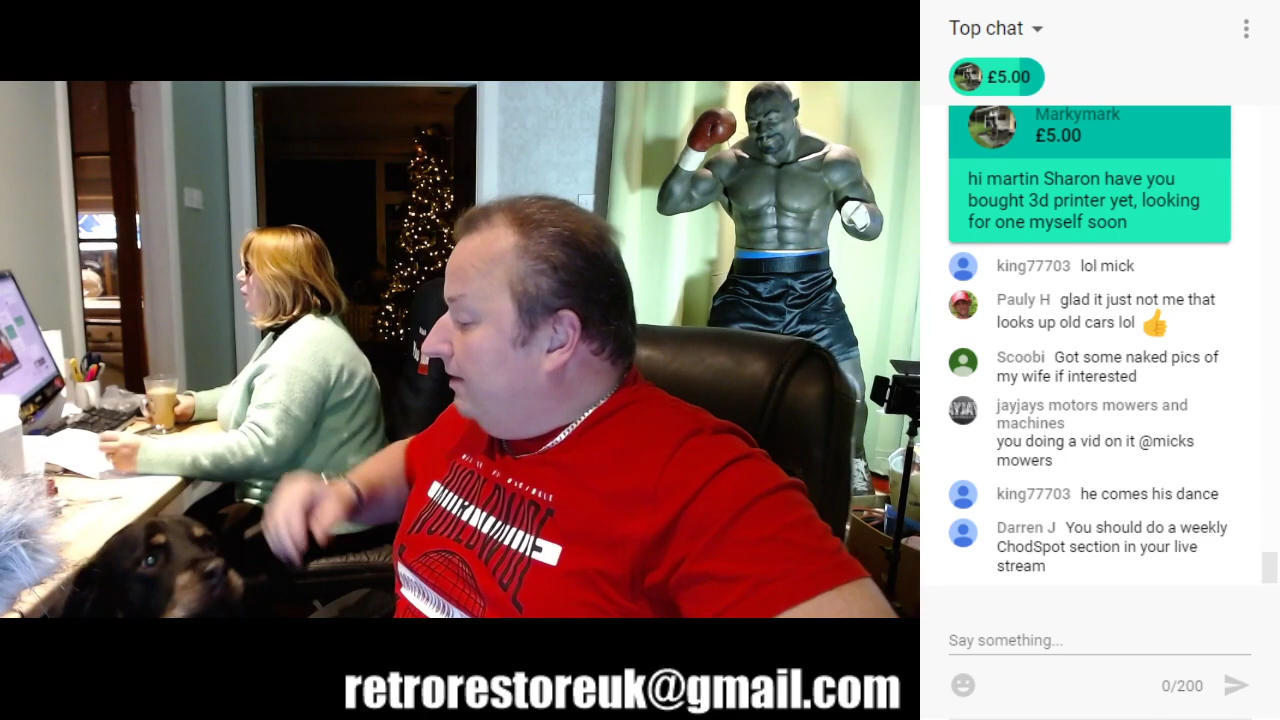 Top chat
£5.00
Markymark
£5.00
hi martin Sharon have you
bought 3d printer yet, looking
for one myself soon
king77703 lol mick
Pauly H glad it just not me that
looks up old cars lol
Scoobi Got some naked pics of
my wife if interested
jayjays motors mowers and
machines
you doing a vid on it @micks
mowers
king77703 he comes his dance
Darren J You should do a weekly
ChodSpot section in your live
stream
Say something...
0/200
WORLDWIDE
retrorestoreuk@gmail.com